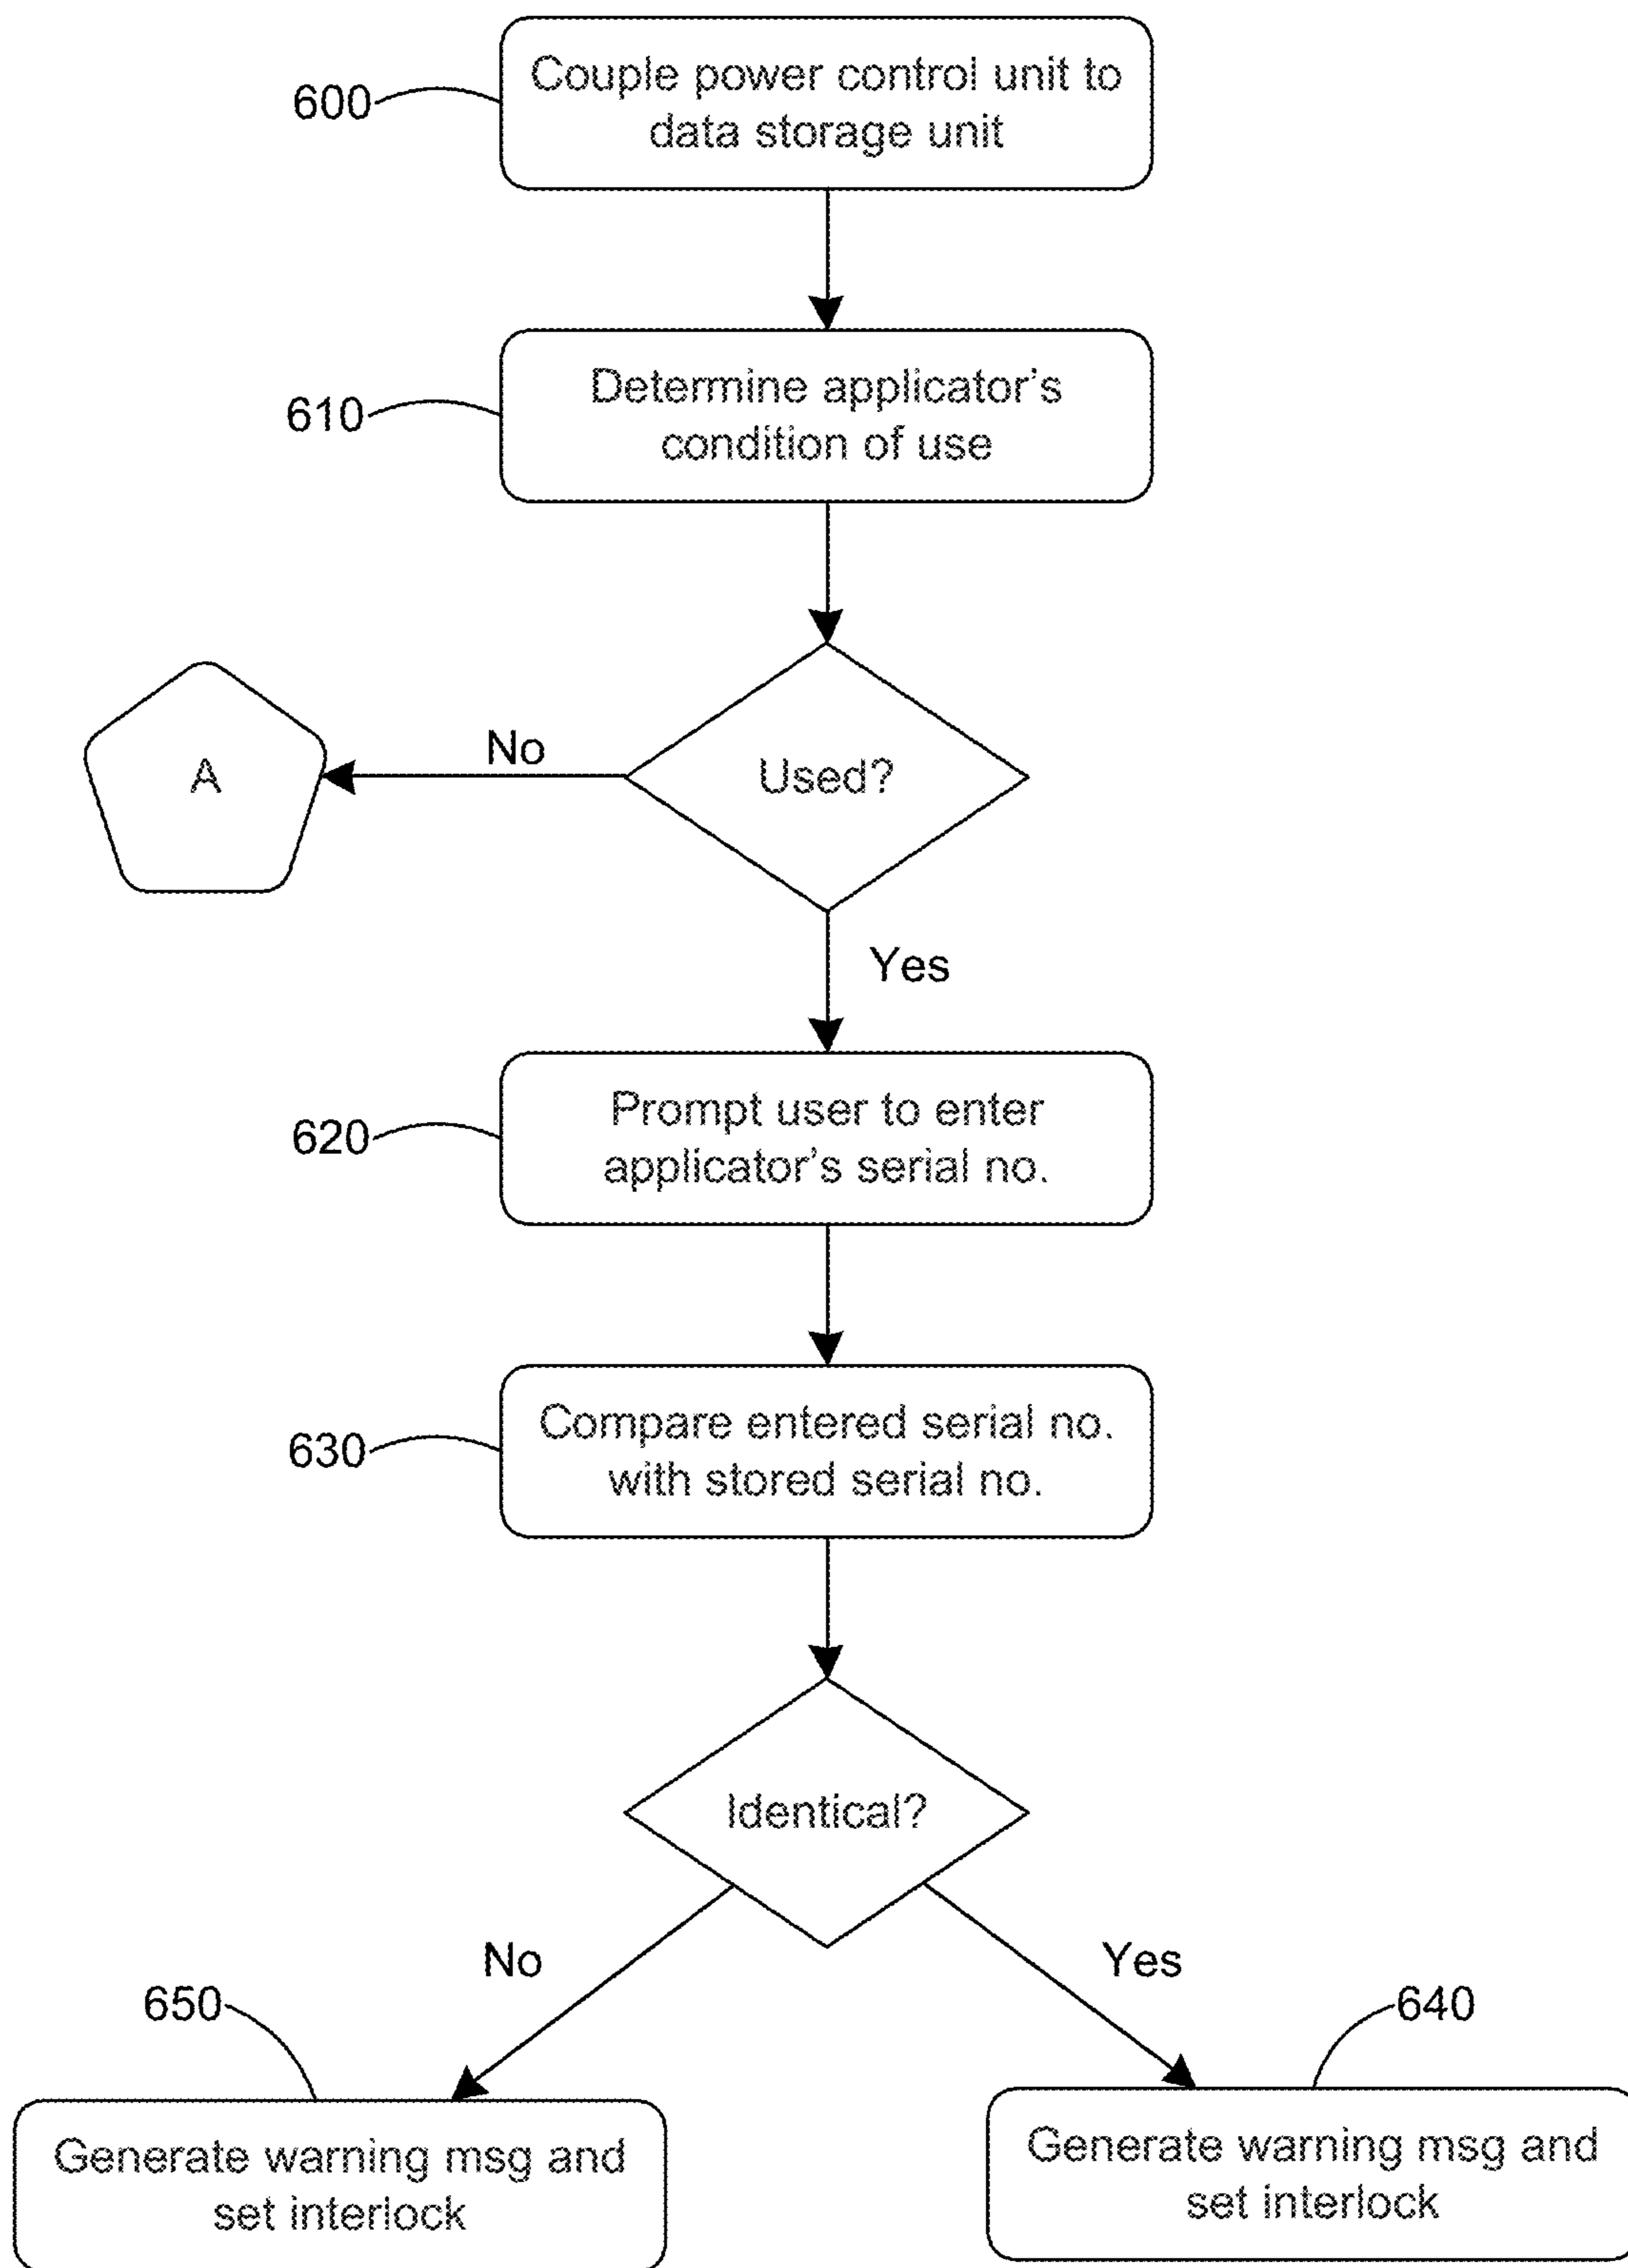 600
Couple power control unit to
data storage unit
610
Determine applicator's
condition of use
A
No
Used?
Yes
620
Prompt user to enter
applicator's serial no.
630
Compare entered serial no.
with stored serial no.
Identical?
No
Yes
650
640
Generate warning msg and
set interlock
Generate warning msg and
set interlock